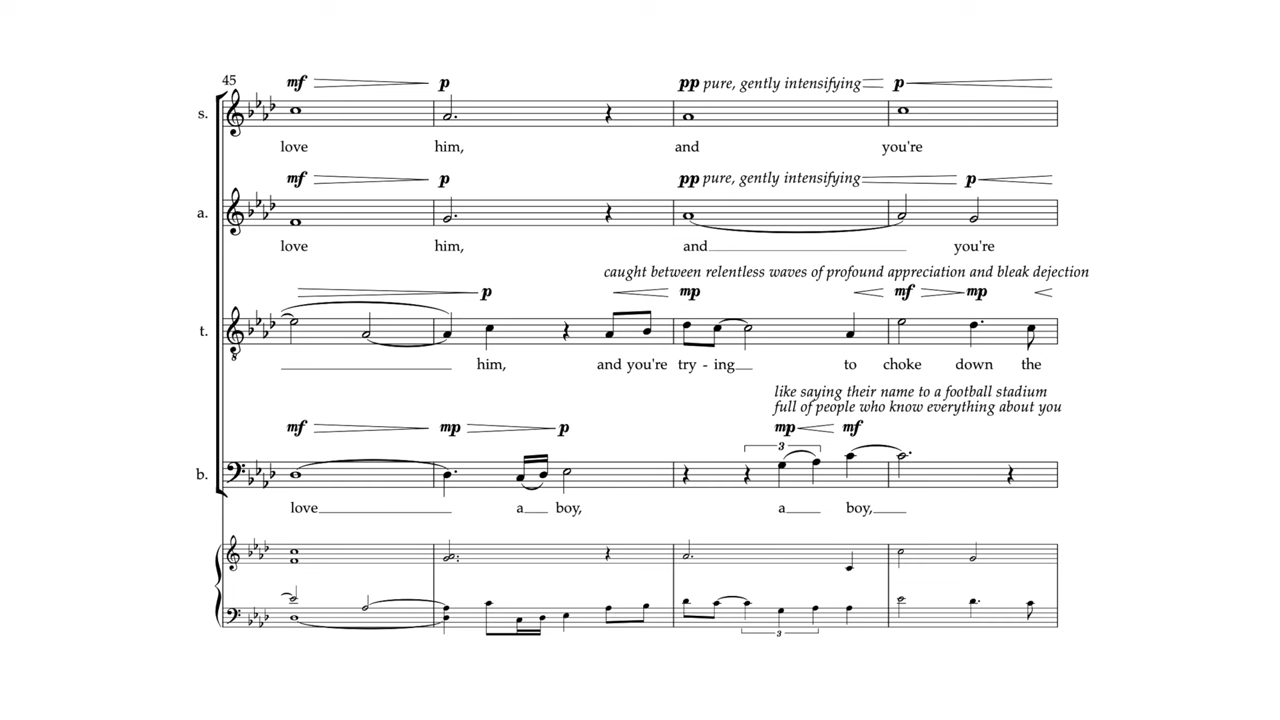 45 mf p pp pure, gently intensifying p
s.
love him, and you're
mf p pp pure, gently intensifying p
a.
love him, and you're
caught between relentless waves of profound appreciation and bleak dejection
p mp mf mp
t.
him, and you're try - ing to choke down the
like saying their name to a football stadium
full of people who know everything about you
mf mp p mp mf
3
b.
love a boy, a boy,
3